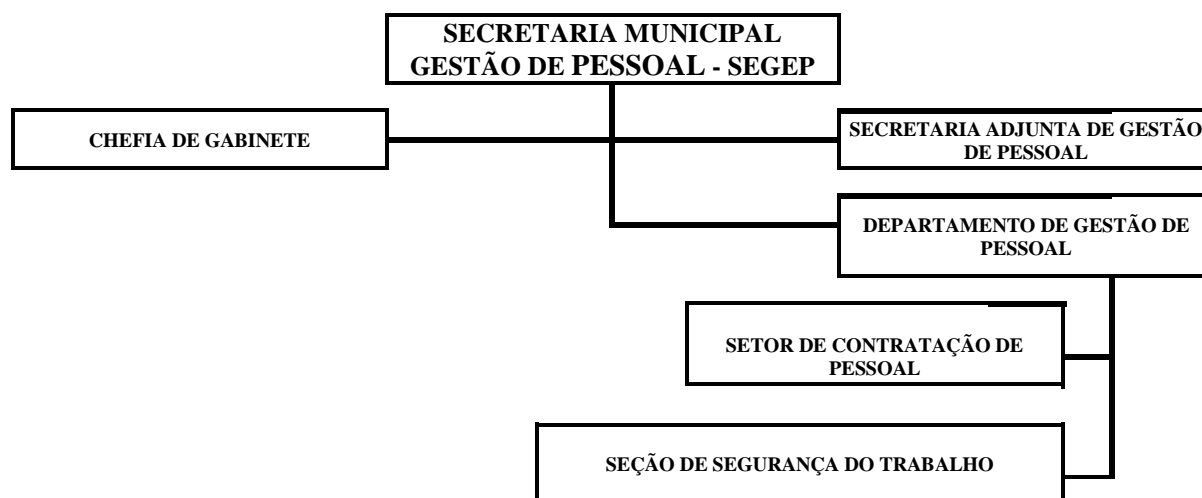 SECRETARIA MUNICIPAL
GESTÃO DE PESSOAL - SEGEP
CHEFIA DE GABINETE
SECRETARIA ADJUNTA DE GESTÃO
DE PESSOAL
DEPARTAMENTO DE GESTÃO DE
PESSOAL
SETOR DE CONTRATAÇÃO DE
PESSOAL
SEÇÃO DE SEGURANÇA DO TRABALHO